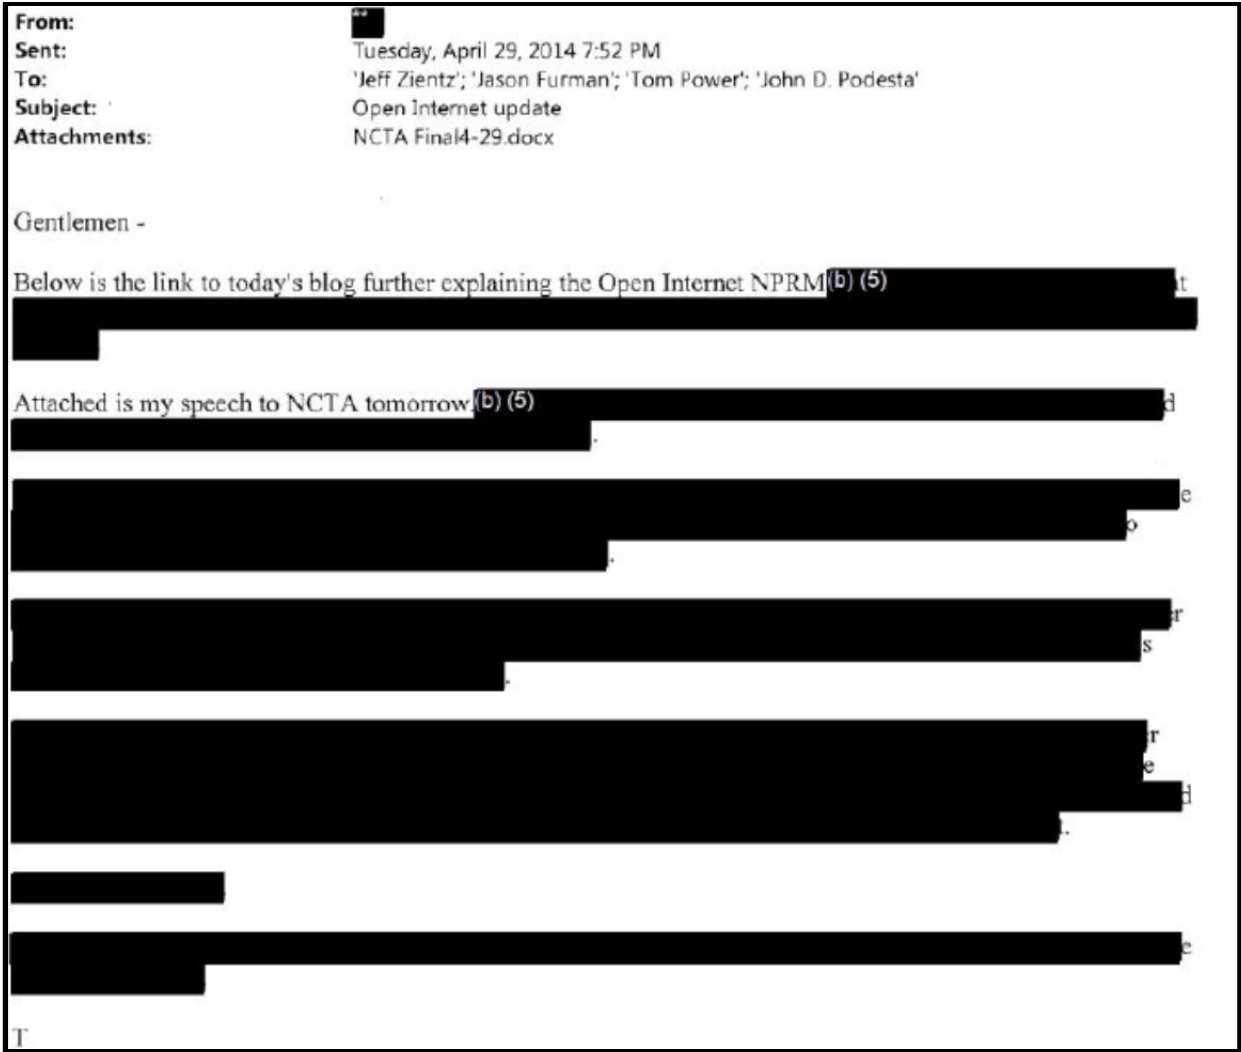 From:
Sent: Tuesday, April 29, 2014 7:52 PM
To: 'Jeff Zientz'; 'Jason Furman'; 'Tom Power'; 'John D. Podesta'
Subject: Open Internet update
Attachments: NCTA Final4-29.docx
Gentlemen -
Below is the link to today's blog further explaining the Open Internet NPRM (b) (5) t
Attached is my speech to NCTA tomorrow. (b) (5) d
.
e
o
.
r
s
.
r
e
d
.
e
T